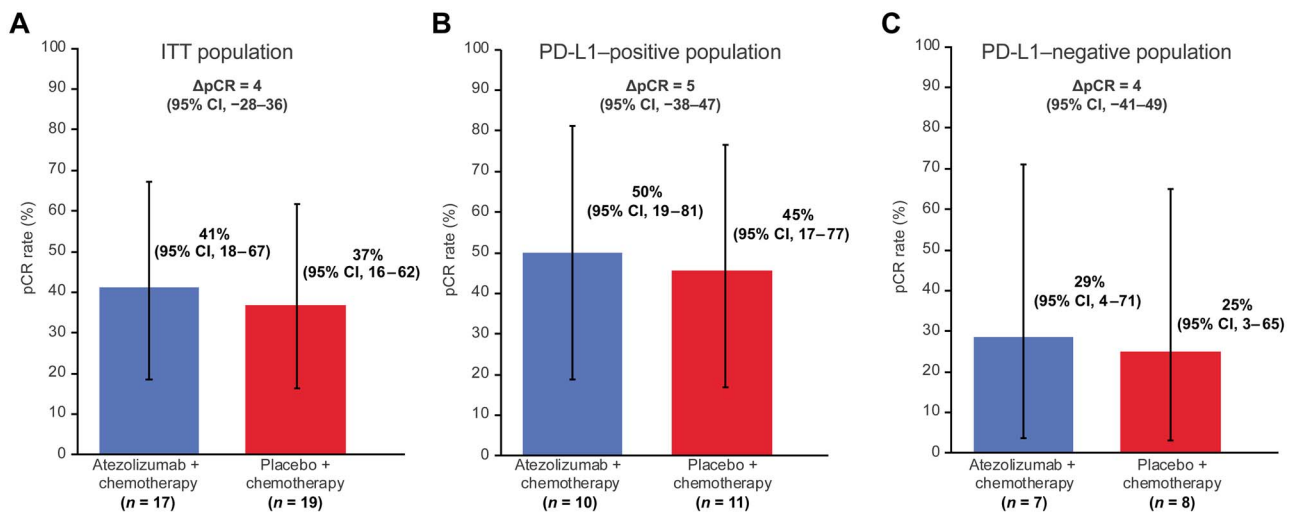 A
ITT population
ΔpCR = 4
(95% CI, −28–36)
pCR rate (%)
100
90
80
70
60
50
40
30
20
10
0
41%
(95% CI, 18–67)
37%
(95% CI, 16–62)
Atezolizumab +
chemotherapy
(n = 17)
Placebo +
chemotherapy
(n = 19)
B
PD-L1–positive population
ΔpCR = 5
(95% CI, −38–47)
pCR rate (%)
100
90
80
70
60
50
40
30
20
10
0
50%
(95% CI, 19–81)
45%
(95% CI, 17–77)
Atezolizumab +
chemotherapy
(n = 10)
Placebo +
chemotherapy
(n = 11)
C
PD-L1–negative population
ΔpCR = 4
(95% CI, −41–49)
pCR rate (%)
100
90
80
70
60
50
40
30
20
10
0
29%
(95% CI, 4–71)
25%
(95% CI, 3–65)
Atezolizumab +
chemotherapy
(n = 7)
Placebo +
chemotherapy
(n = 8)